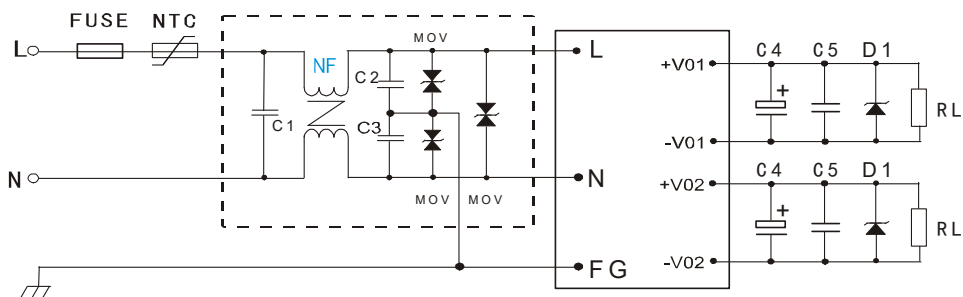 FUSE NTC
L
NF
C1
C2
C3
MOV
MOV MOV
N
L
N
FG
+V01
-V01
+V02
-V02
C4 C5 D1
+
RL
C4 C5 D1
+
RL